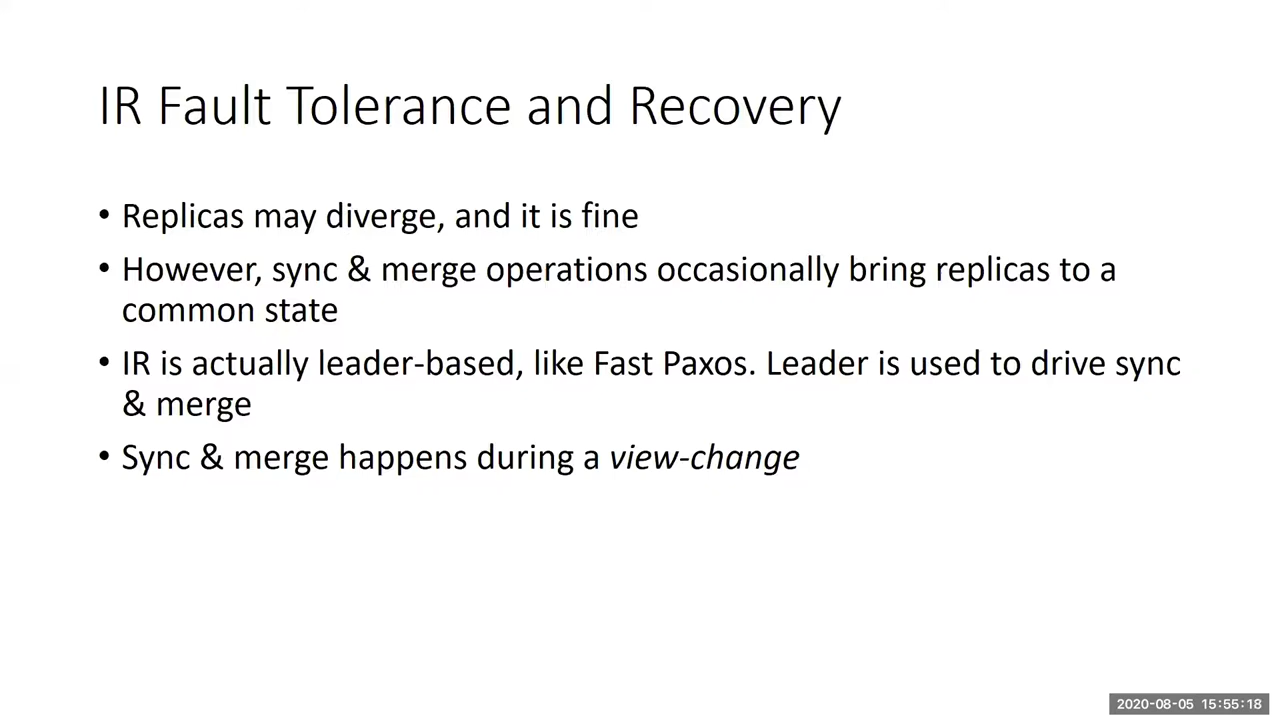 IR Fault Tolerance and Recovery
• Replicas may diverge, and it is fine
• However, sync & merge operations occasionally bring replicas to a
common state
• IR is actually leader-based, like Fast Paxos. Leader is used to drive sync
& merge
• Sync & merge happens during a view-change
2020-08-05 15:55:18